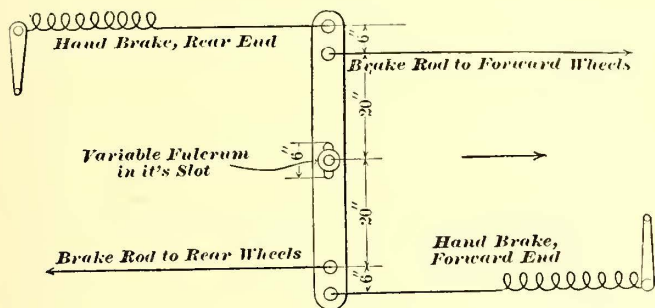 Hand Brake, Rear End
6"
Brake Rod to Forward Wheels
20"
Variable Fulcrum
in it's Slot
6"
20"
Brake Rod to Rear Wheels
Hand Brake,
Forward End
6"